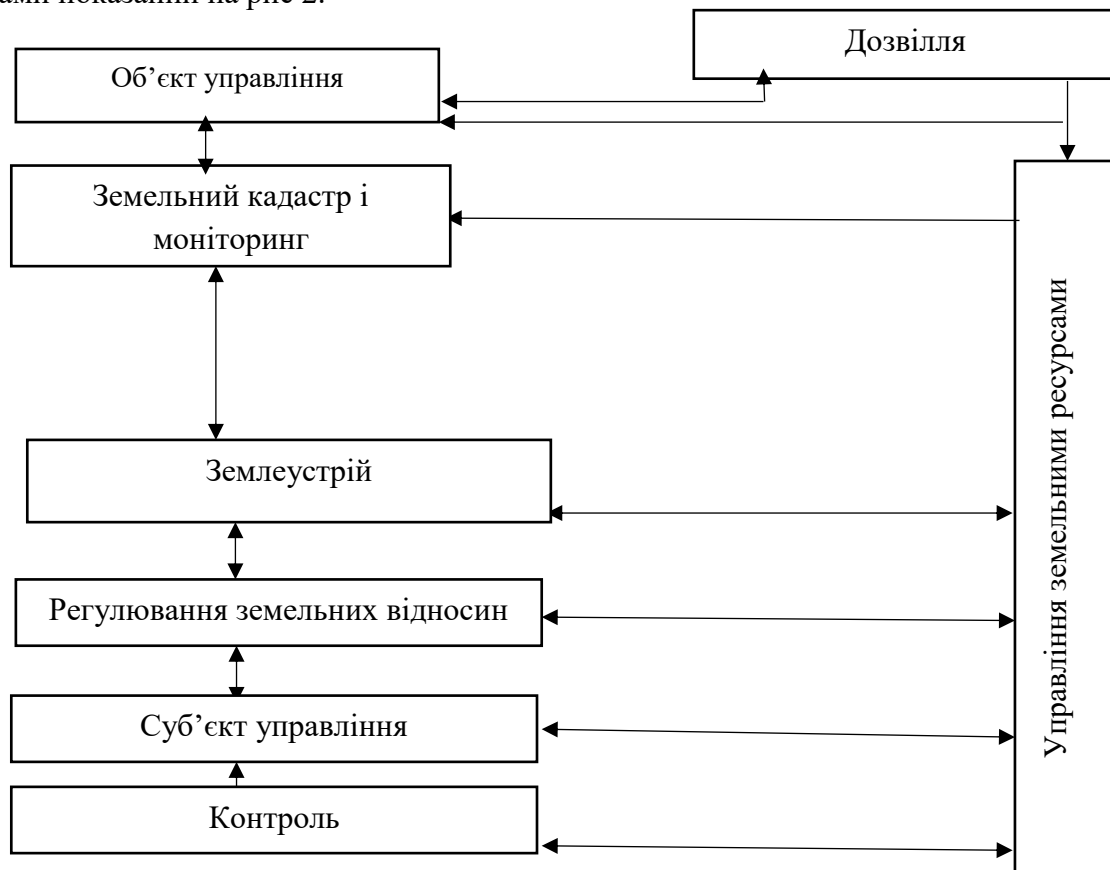 ами показаний на рис 2.
Дозвілля
Об’єкт управління
Земельний кадастр і
моніторинг
Управління земельними ресурсами
Землеустрій
Регулювання земельних відносин
Суб’єкт управління
Контроль